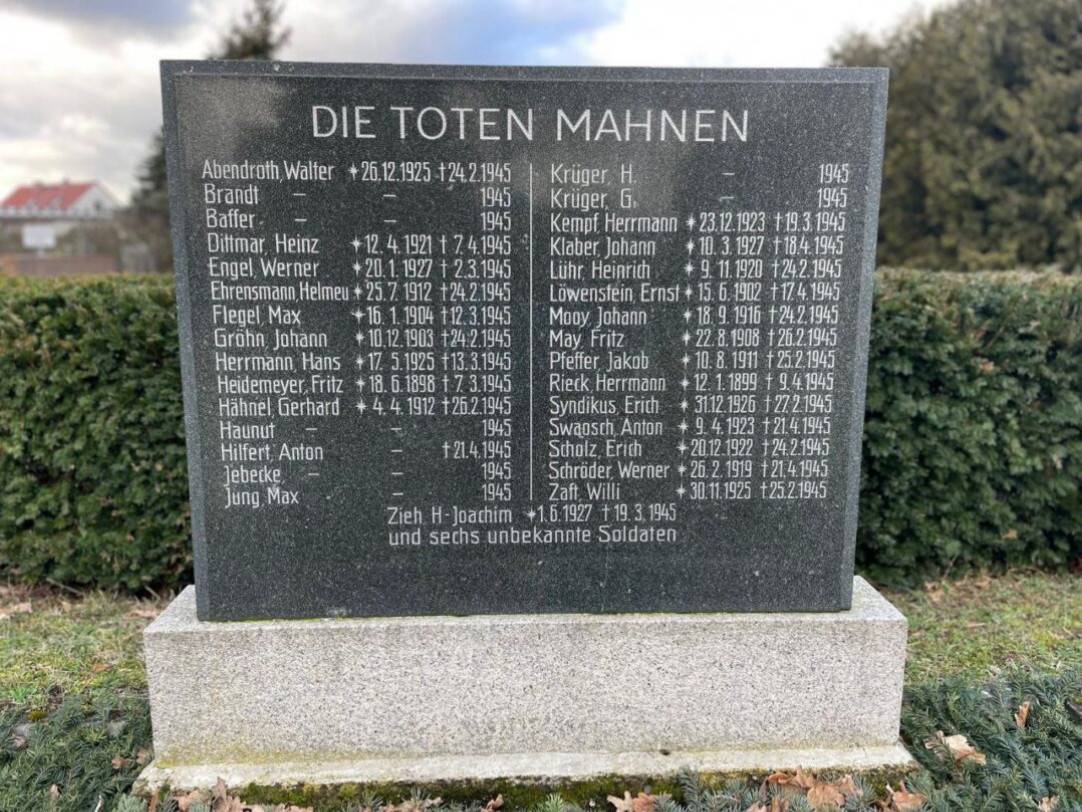 DIE TOTEN MAHNEN
Abendroth, Walter ✶ 26.12.1925 † 24.2.1945
Brandt – – 1945
Baffer – – 1945
Dittmar, Heinz ✶ 12.4.1921 † 7.4.1945
Engel, Werner ✶ 20.1.1927 † 2.3.1945
Ehrensmann, Helmeu ✶ 25.7.1912 † 24.2.1945
Flegel, Max ✶ 16.1.1904 † 12.3.1945
Gröhn, Johann ✶ 10.12.1903 † 24.2.1945
Herrmann, Hans ✶ 17.5.1925 † 13.3.1945
Heidemeyer, Fritz ✶ 18.6.1898 † 7.3.1945
Hähnel, Gerhard ✶ 4.4.1912 † 26.2.1945
Haunut – – 1945
Hilfert, Anton – † 21.4.1945
Jebecke, – – 1945
Jung, Max – 1945
Krüger, H. – 1945
Krüger, G. – 1945
Kempf, Herrmann ✶ 23.12.1923 † 19.3.1945
Klaber, Johann ✶ 10.3.1927 † 18.4.1945
Lühr, Heinrich ✶ 9.11.1920 † 24.2.1945
Löwenstein, Ernst ✶ 15.6.1902 † 17.4.1945
Mooy, Johann ✶ 18.9.1916 † 24.2.1945
May, Fritz ✶ 22.8.1908 † 26.2.1945
Pfeffer, Jakob ✶ 10.8.1911 † 25.2.1945
Rieck, Herrmann ✶ 12.1.1899 † 9.4.1945
Syndikus, Erich ✶ 31.12.1926 † 27.2.1945
Swaosch, Anton ✶ 9.4.1923 † 21.4.1945
Scholz, Erich ✶ 20.12.1922 † 24.2.1945
Schröder, Werner ✶ 26.2.1919 † 21.4.1945
Zaft, Willi ✶ 30.11.1925 † 25.2.1945
Zieh, H-Joachim ✶ 1.6.1927 † 19.3.1945
und sechs unbekannte Soldaten